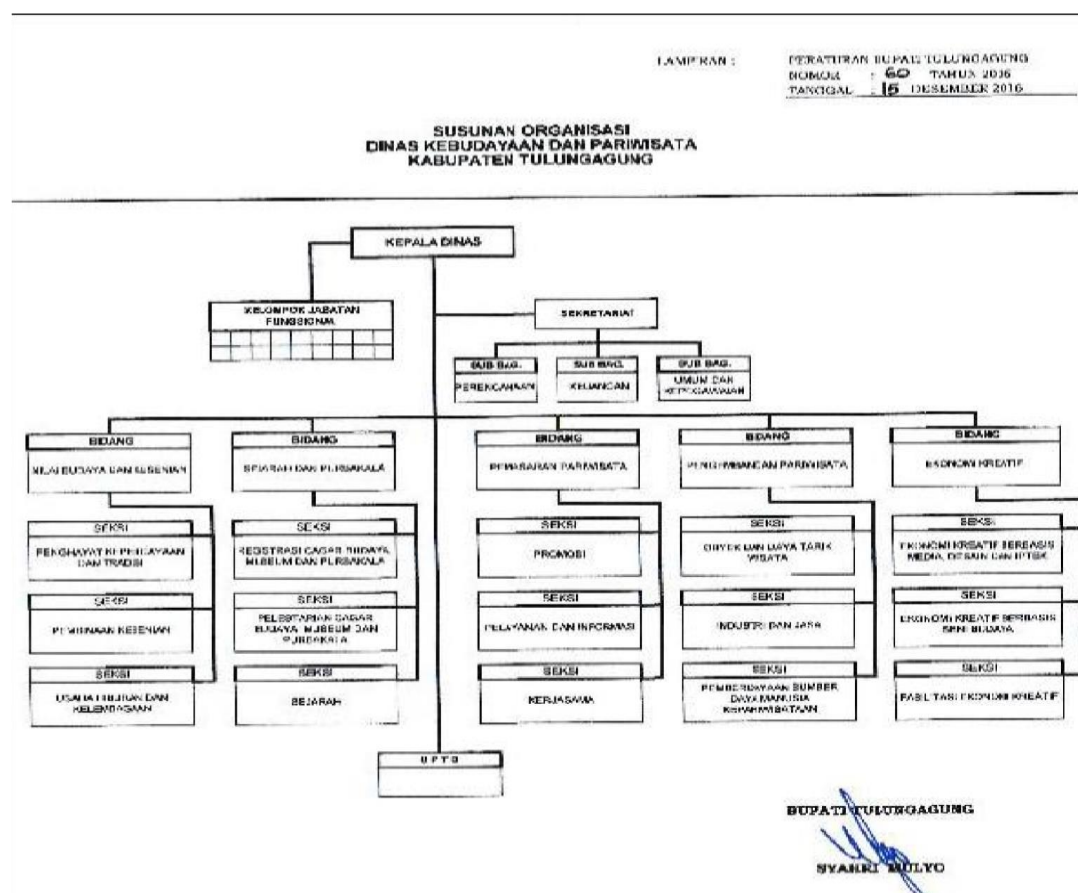 LAMPIRAN :
PERATURAN BUPATI TULUNGAGUNG
NOMOR : 60 TAHUN 2016
TANGGAL : 15 DESEMBER 2016
SUSUNAN ORGANISASI
DINAS KEBUDAYAAN DAN PARIWISATA
KABUPATEN TULUNGAGUNG
KEPALA DINAS
KELOMPOK JABATAN
FUNGSIONAL
SEKRETARIAT
SUB BAG.
PERENCANAAN
SUB BAG.
KEUANGAN
SUB BAG.
UMUM DAN
KEPEGAWAIAN
BIDANG
NILAI BUDAYA DAN KESENIAN
BIDANG
SEJARAH DAN PURBAKALA
BIDANG
PEMASARAN PARIWISATA
BIDANG
PENGEMBANGAN PARIWISATA
BIDANG
EKONOMI KREATIF
SEKSI
PENGHAYAT KEPERCAYAAN
DAN TRADISI
SEKSI
REGISTRASI CAGAR BUDAYA,
MUSEUM DAN PURBAKALA
SEKSI
PROMOSI
SEKSI
OBYEK DAN DAYA TARIK
WISATA
SEKSI
EKONOMI KREATIF BERBASIS
MEDIA, DESAIN DAN IPTEK
SEKSI
PEMBINAAN KESENIAN
SEKSI
PELESTARIAN CAGAR
BUDAYA, MUSEUM DAN
PURBAKALA
SEKSI
PELAYANAN DAN INFORMASI
SEKSI
INDUSTRI DAN JASA
SEKSI
EKONOMI KREATIF BERBASIS
SENI BUDAYA
SEKSI
USAHA HIBURAN DAN
KELEMBAGAAN
SEKSI
SEJARAH
SEKSI
KERJASAMA
SEKSI
PEMBERDAYAAN SUMBER
DAYA MANUSIA
KEPARIWISATAAN
SEKSI
FASILITASI EKONOMI KREATIF
UPTD
BUPATI TULUNGAGUNG
SYAHRI MULYO